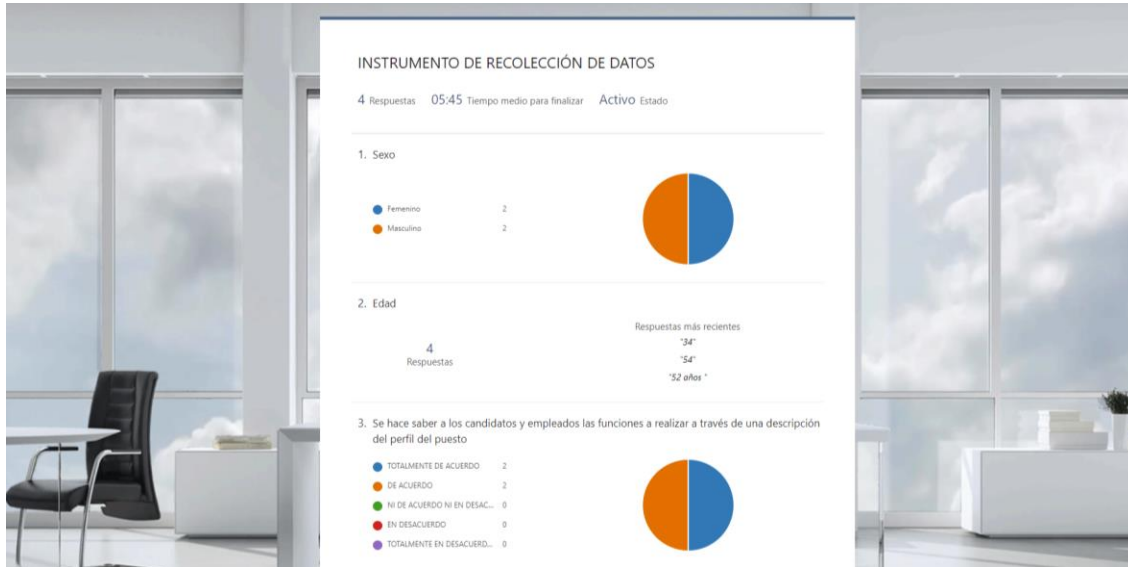 INSTRUMENTO DE RECOLECCIÓN DE DATOS
4 Respuestas 05:45 Tiempo medio para finalizar Activo Estado
1. Sexo
Femenino 2
Masculino 2
2. Edad
4
Respuestas
Respuestas más recientes
"34"
"54"
"52 años "
3. Se hace saber a los candidatos y empleados las funciones a realizar a través de una descripción
del perfil del puesto
TOTALMENTE DE ACUERDO 2
DE ACUERDO 2
NI DE ACUERDO NI EN DESAC... 0
EN DESACUERDO 0
TOTALMENTE EN DESACUERD... 0